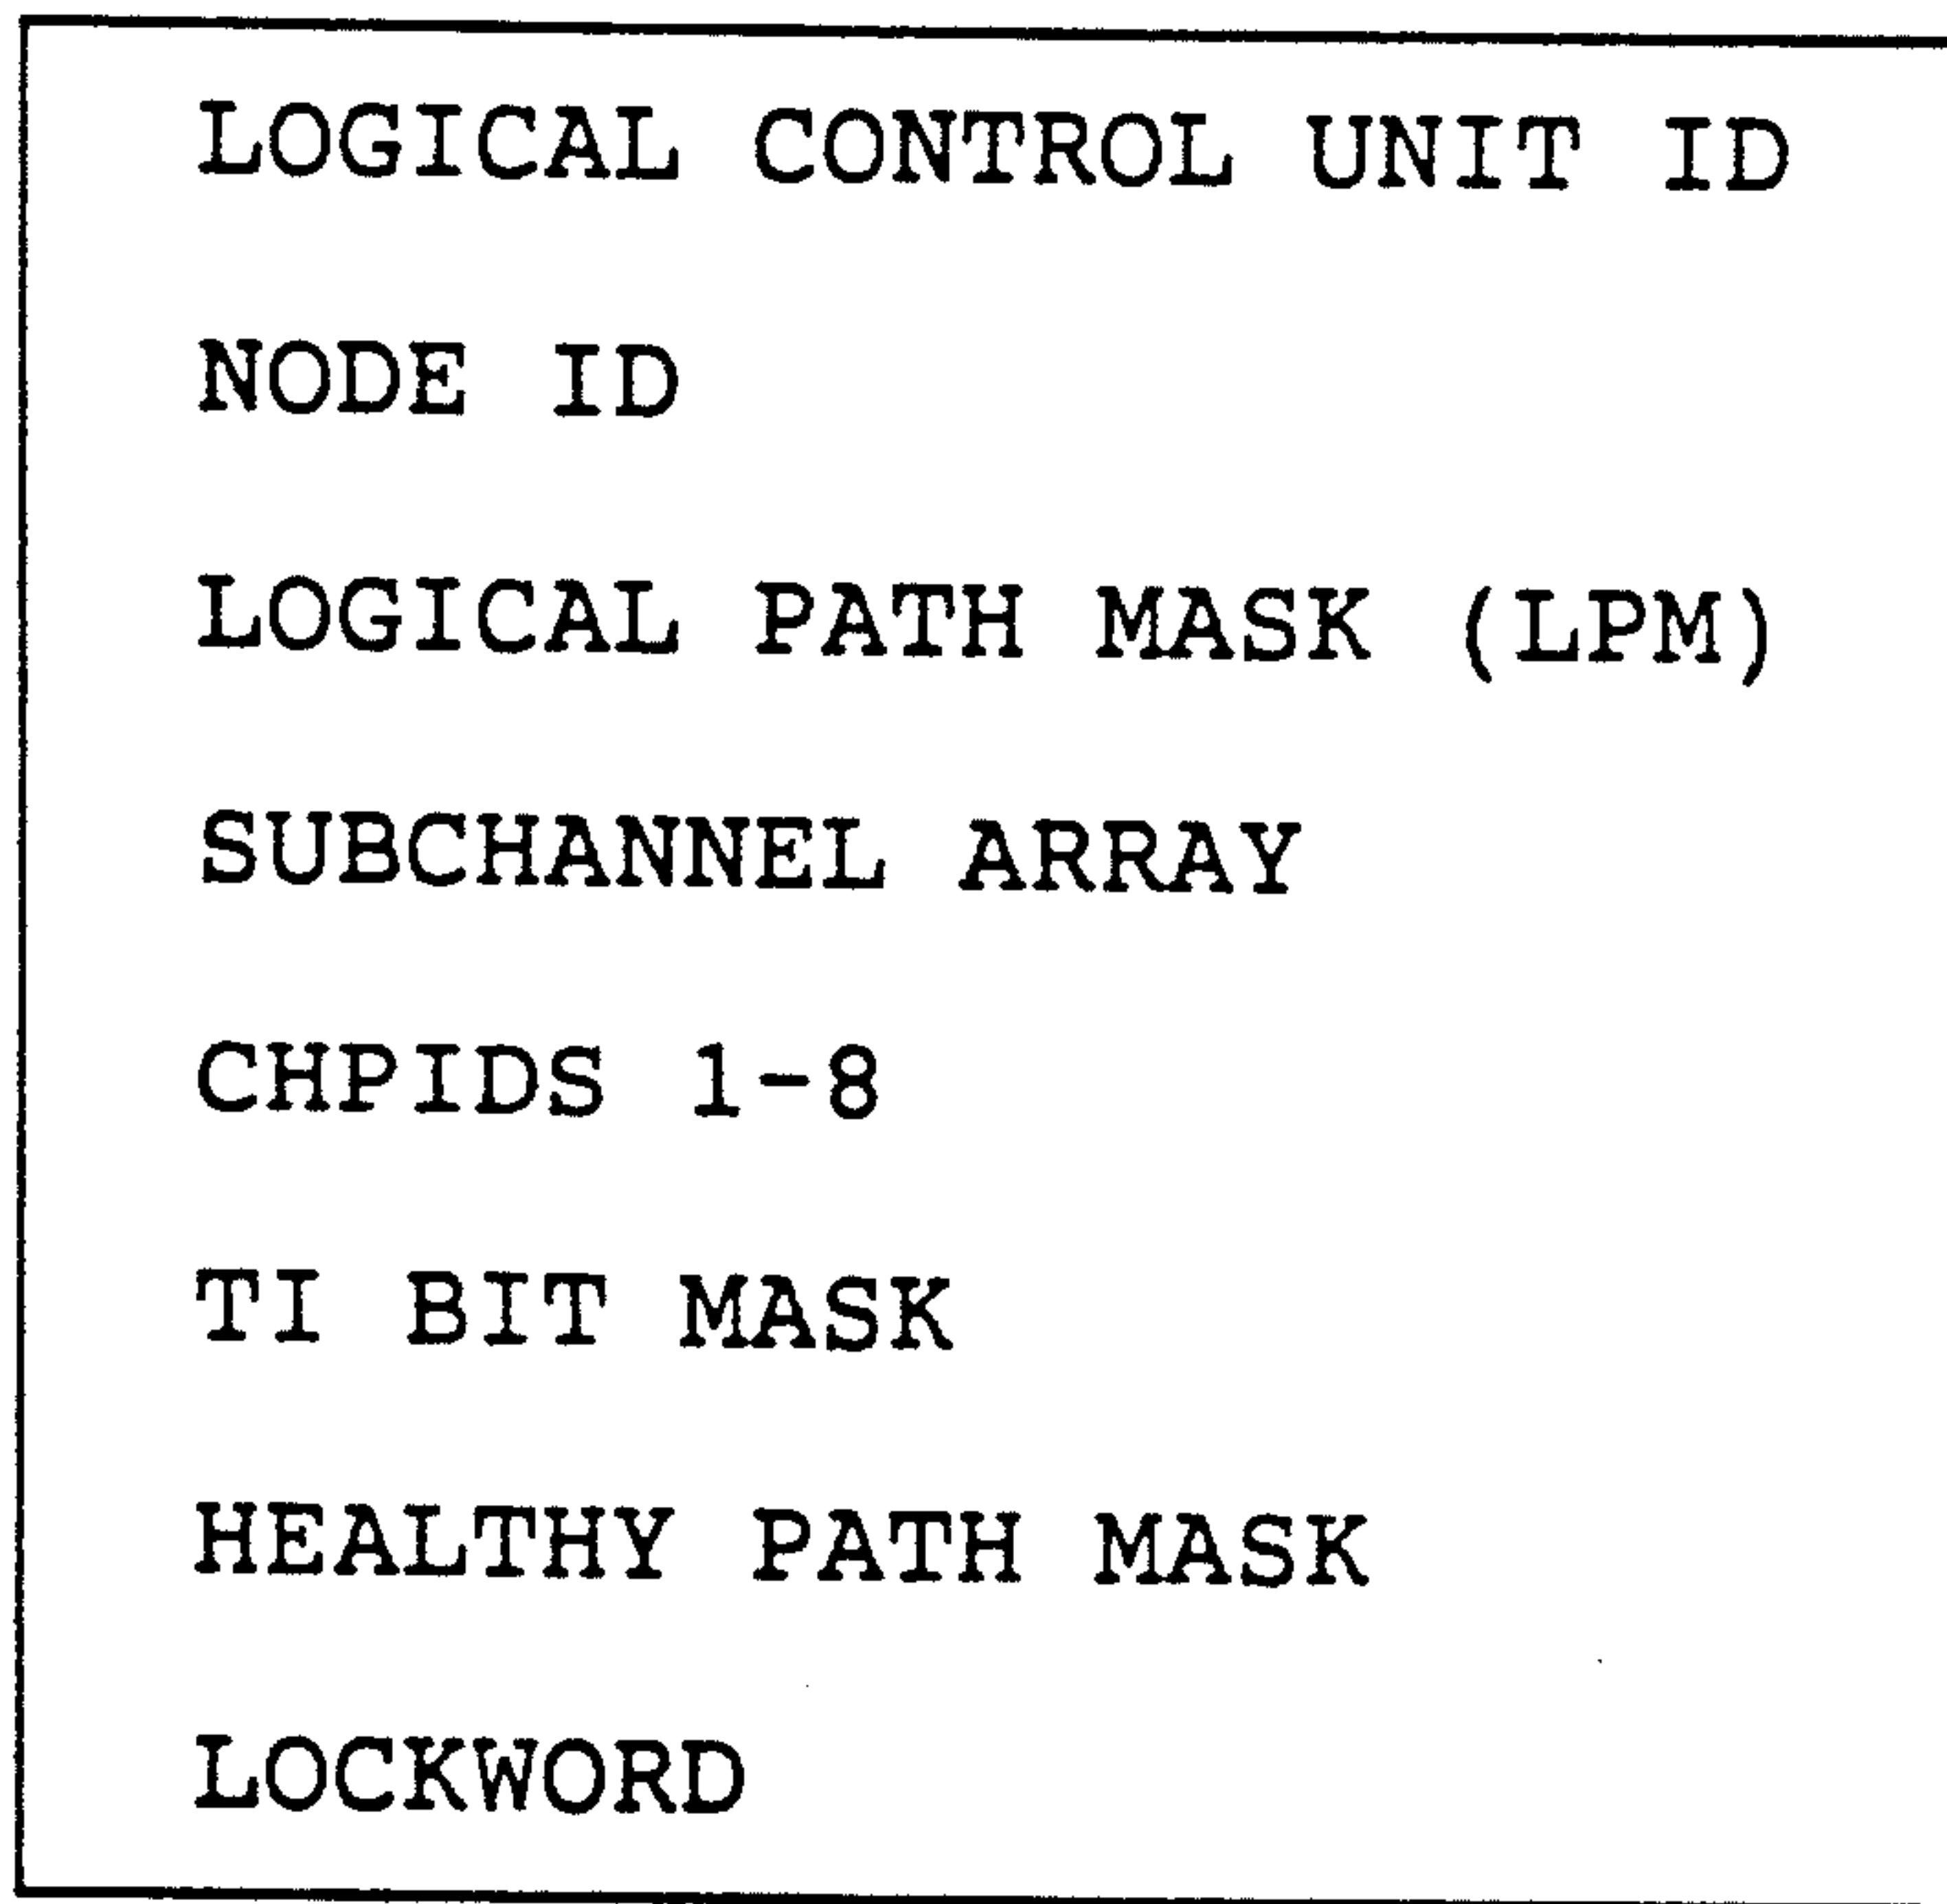 LOGICAL CONTROL UNIT ID
NODE ID
LOGICAL PATH MASK (LPM)
SUBCHANNEL ARRAY
CHPIDS 1-8
TI BIT MASK
HEALTHY PATH MASK
LOCKWORD